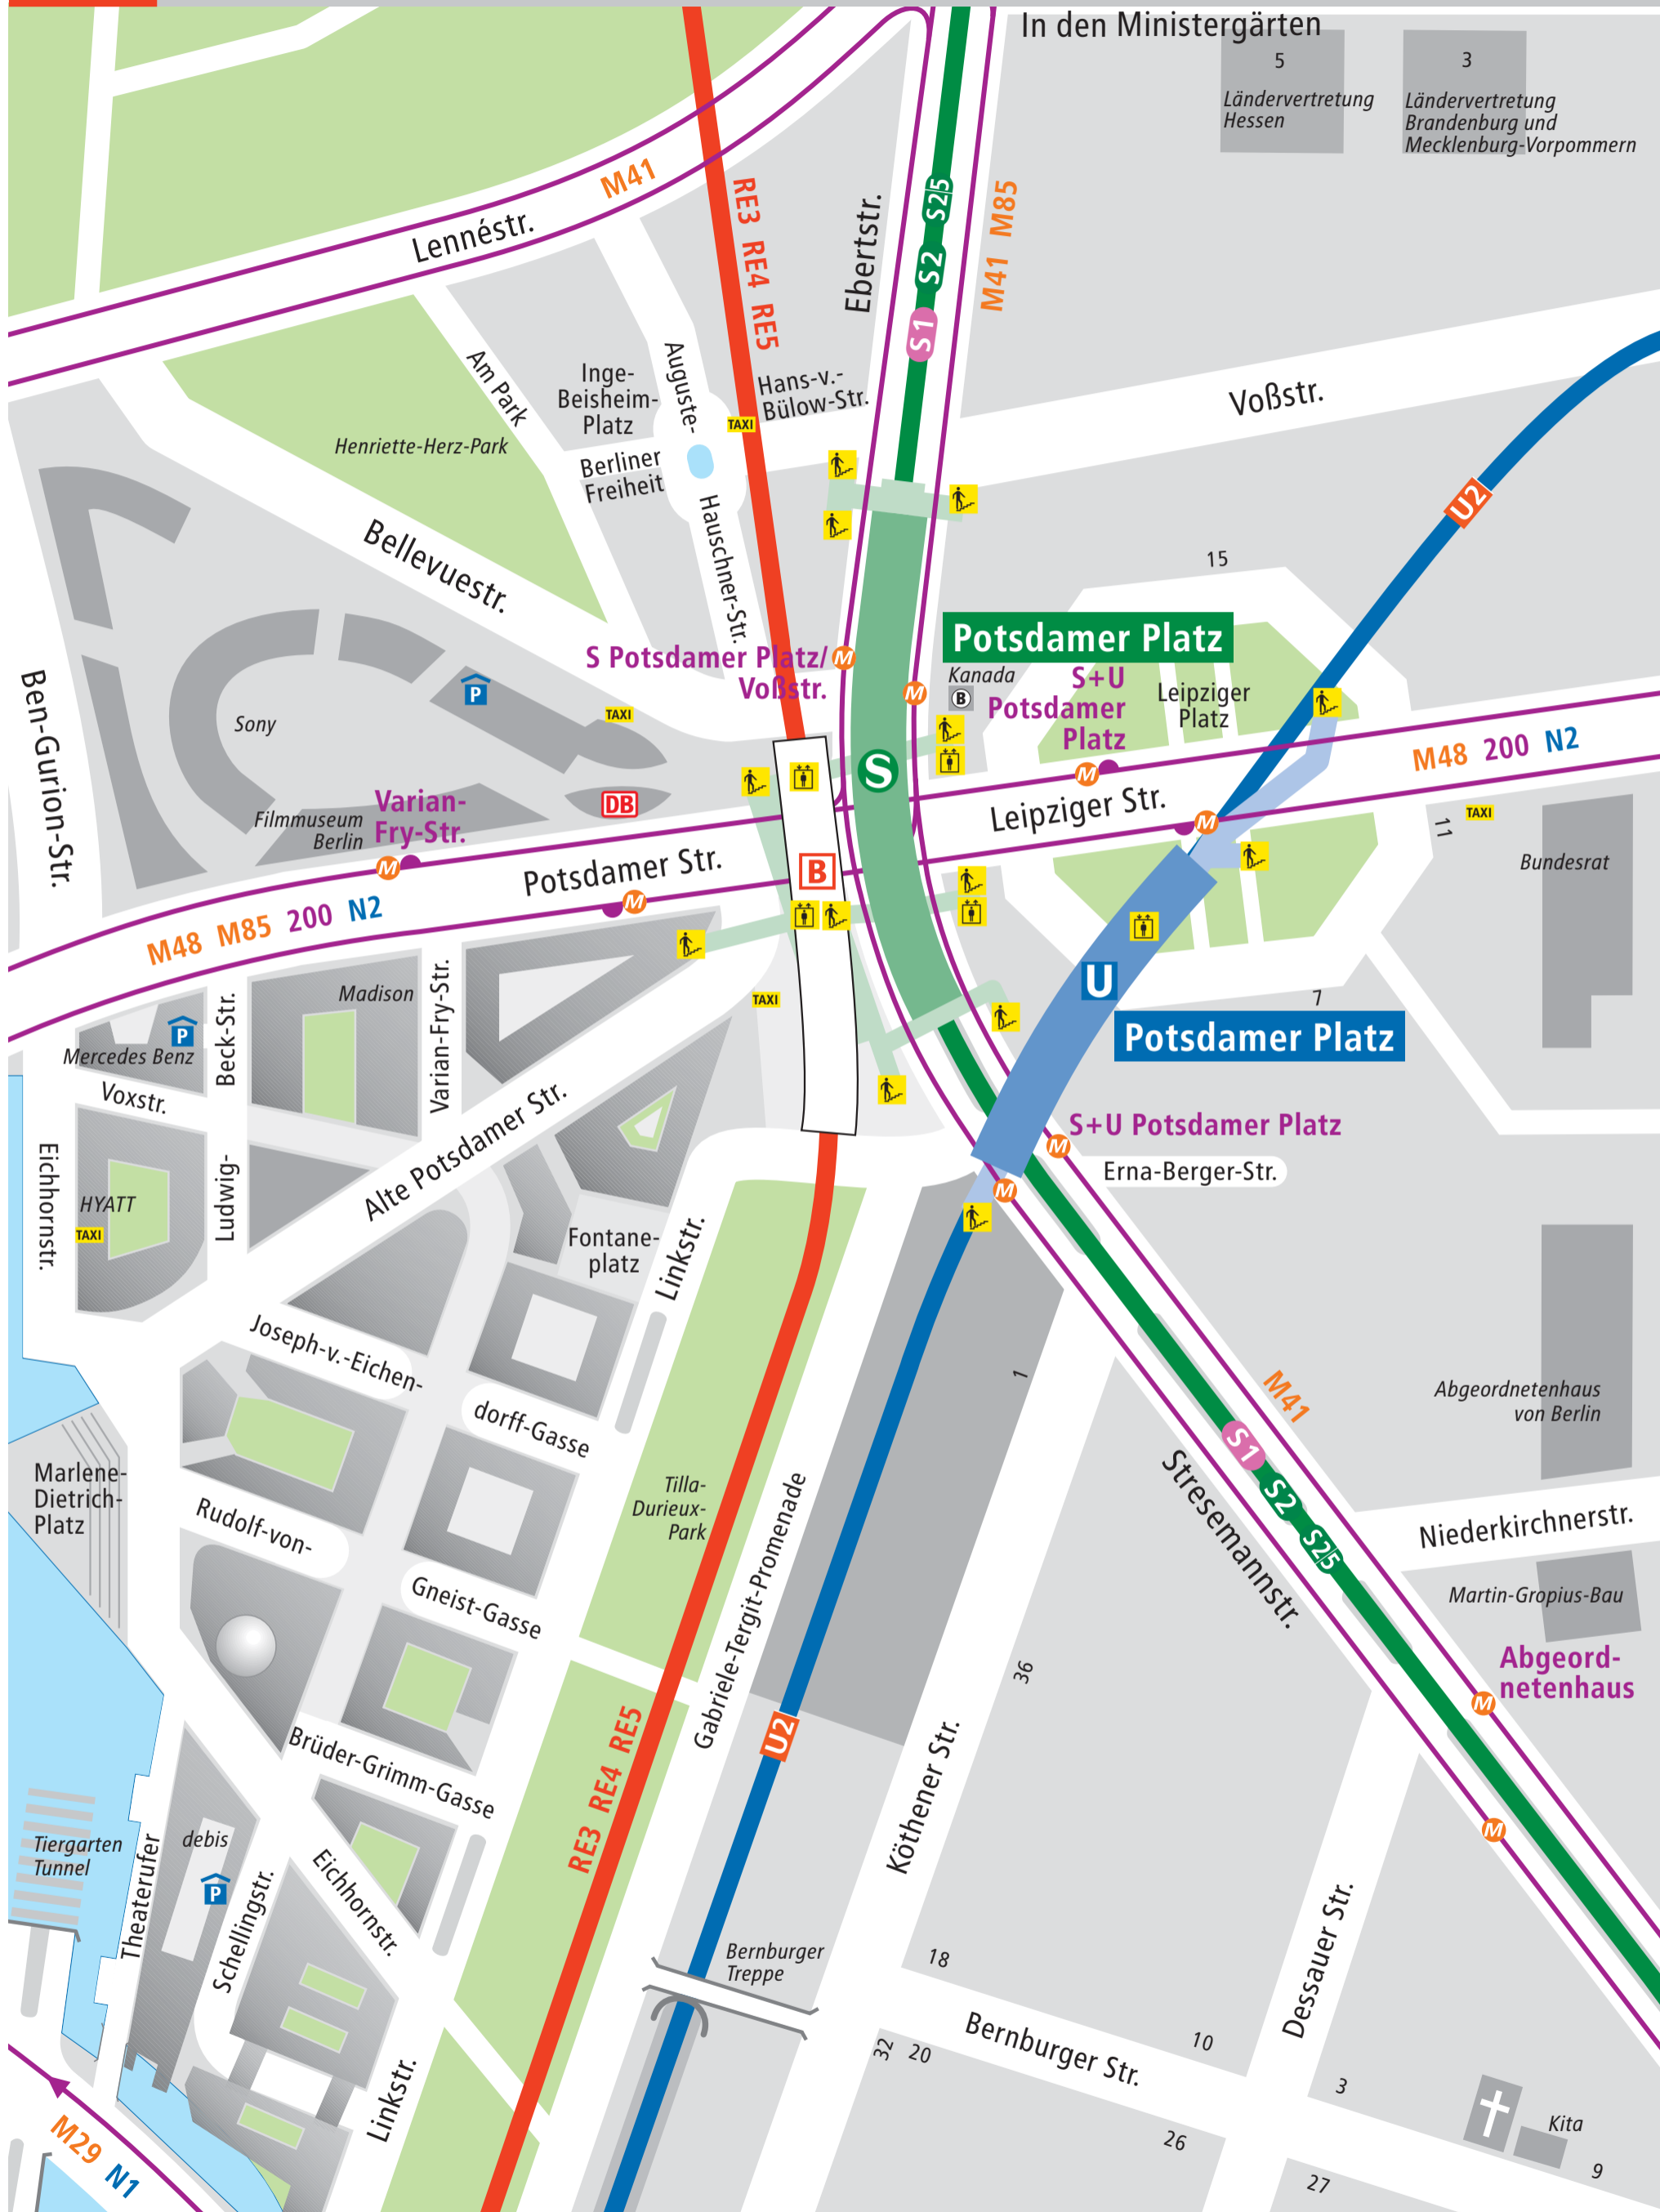 In den Ministergärten
5
Ländervertretung
Hessen
3
Ländervertretung
Brandenburg und
Mecklenburg-Vorpommern
M41
Lennéstr.
RE3 RE4 RE5
Ebertstr.
S1 S2 S25
M41 M85
Am Park
Inge-
Beisheim-
Platz
Auguste-
Hauschner-Str.
Hans-v.-
Bülow-Str.
TAXI
Voßstr.
Henriette-Herz-Park
Berliner
Freiheit
U2
Bellevuestr.
15
Potsdamer Platz
S Potsdamer Platz/
Voßstr.
M
M
Kanada
B
S+U
Potsdamer
Platz
Leipziger
Platz
Ben-Gurion-Str.
Sony
P
TAXI
S
M
M48 200 N2
DB
Varian-
Fry-Str.
Filmmuseum
Berlin
M
Leipziger Str.
M
TAXI
11
Bundesrat
Potsdamer Str.
B
M
M48 M85 200 N2
Madison
Varian-Fry-Str.
U
TAXI
7
Potsdamer Platz
P
Mercedes Benz
Voxstr.
Ludwig-
Beck-Str.
Alte Potsdamer Str.
S+U Potsdamer Platz
M
Erna-Berger-Str.
M
Eichhornstr.
HYATT
TAXI
Fontane-
platz
Linkstr.
Joseph-v.-Eichen-
dorff-Gasse
1
M41
Abgeordnetenhaus
von Berlin
S1 S2 S25
Stresemannstr.
Marlene-
Dietrich-
Platz
Tilla-
Durieux-
Park
Rudolf-von-
Gneist-Gasse
Gabriele-Tergit-Promenade
Niederkirchnerstr.
Martin-Gropius-Bau
Abgeord-
netenhaus
M
36
RE3 RE4 RE5
U2
Köthener Str.
Brüder-Grimm-Gasse
M
Tiergarten
Tunnel
Theaterufer
debis
P
Schellingstr.
Eichhornstr.
Bernburger
Treppe
18
Dessauer Str.
Bernburger Str.
10
32
20
Linkstr.
3
26
Kita
9
27
M29 N1